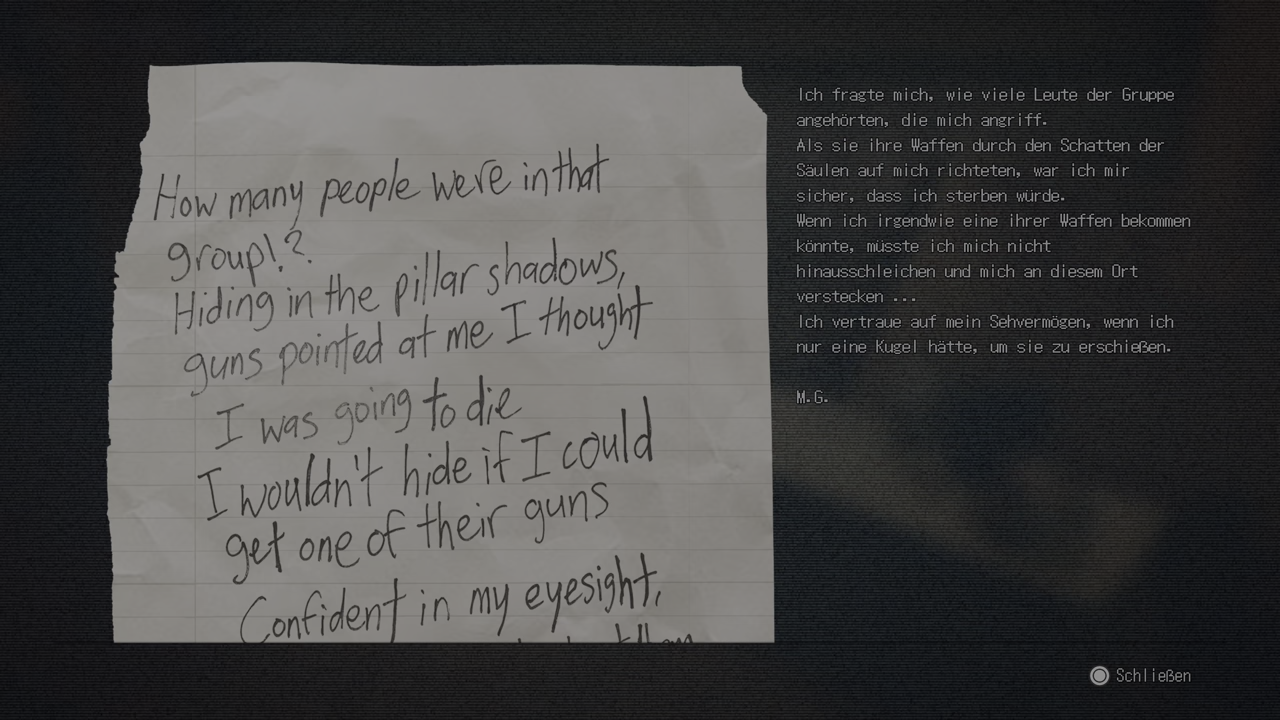 How many people were in that
group!?
Hiding in the pillar shadows,
guns pointed at me I thought
I was going to die
I wouldn't hide if I could
get one of their guns
Confident in my eyesight,
Ich fragte mich, wie viele Leute der Gruppe
angehörten, die mich angriff.
Als sie ihre Waffen durch den Schatten der
Säulen auf mich richteten, war ich mir
sicher, dass ich sterben würde.
Wenn ich irgendwie eine ihrer Waffen bekommen
könnte, müsste ich mich nicht
hinausschleichen und mich an diesem Ort
verstecken ...
Ich vertraue auf mein Sehvermögen, wenn ich
nur eine Kugel hätte, um sie zu erschießen.
M.G.
Schließen